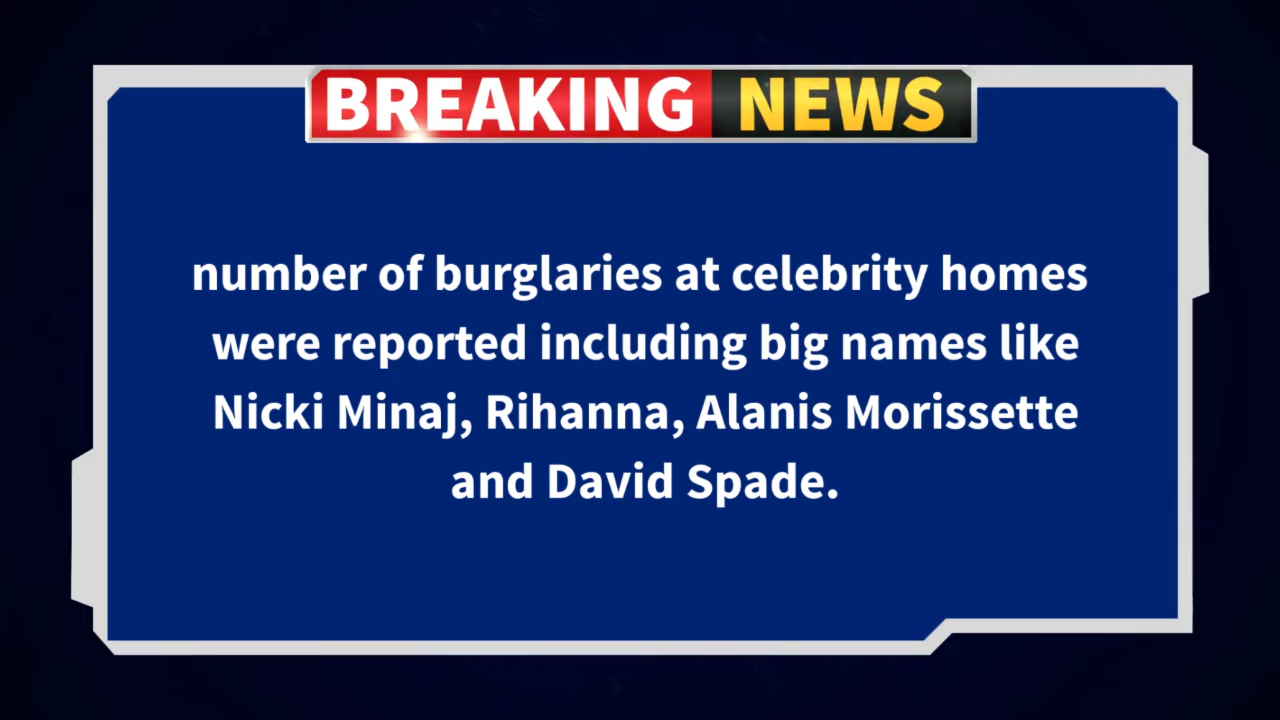 BREAKING NEWS
number of burglaries at celebrity homes
were reported including big names like
Nicki Minaj, Rihanna, Alanis Morissette
and David Spade.